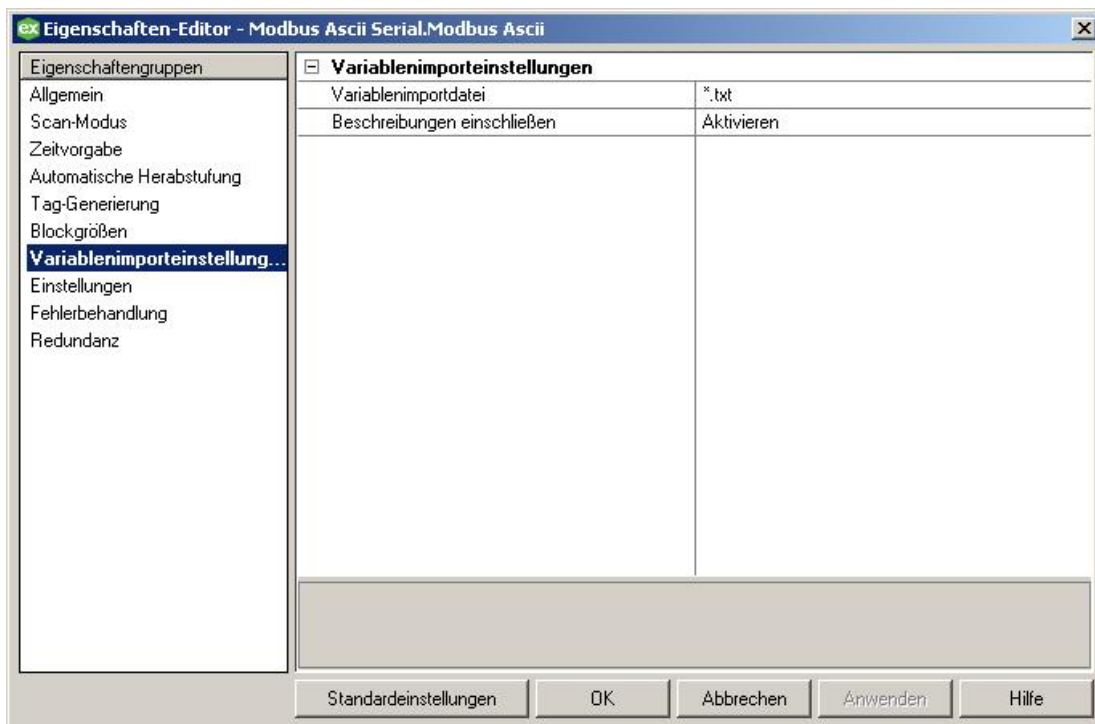 ex Eigenschaften-Editor - Modbus Ascii Serial.Modbus Ascii
Eigenschaftengruppen
Allgemein
Scan-Modus
Zeitvorgabe
Automatische Herabstufung
Tag-Generierung
Blockgrößen
Variablenimporteinstellung...
Einstellungen
Fehlerbehandlung
Redundanz
Variablenimporteinstellungen
Variablenimportdatei *.txt
Beschreibungen einschließen Aktivieren
Standardeinstellungen OK Abbrechen Anwenden Hilfe